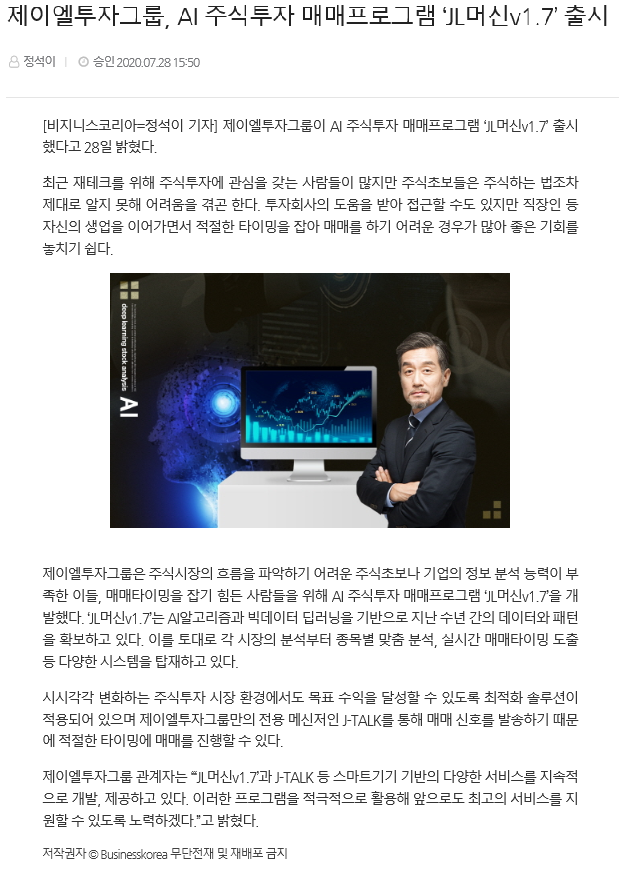 제이엘투자그룹, AI 주식투자 매매프로그램 ‘JL머신v1.7’ 출시
정석이 승인 2020.07.28 15:50
[비지니스코리아=정석이 기자] 제이엘투자그룹이 AI 주식투자 매매프로그램 ‘JL머신v1.7’ 출시
했다고 28일 밝혔다.
최근 재테크를 위해 주식투자에 관심을 갖는 사람들이 많지만 주식초보들은 주식하는 법조차
제대로 알지 못해 어려움을 겪곤 한다. 투자회사의 도움을 받아 접근할 수도 있지만 직장인 등
자신의 생업을 이어가면서 적절한 타이밍을 잡아 매매를 하기 어려운 경우가 많아 좋은 기회를
놓치기 쉽다.
deep learning stock analysis
AI
제이엘투자그룹은 주식시장의 흐름을 파악하기 어려운 주식초보나 기업의 정보 분석 능력이 부
족한 이들, 매매타이밍을 잡기 힘든 사람들을 위해 AI 주식투자 매매프로그램 ‘JL머신v1.7’을 개
발했다. ‘JL머신v1.7’는 AI알고리즘과 빅데이터 딥러닝을 기반으로 지난 수년 간의 데이터와 패턴
을 확보하고 있다. 이를 토대로 각 시장의 분석부터 종목별 맞춤 분석, 실시간 매매타이밍 도출
등 다양한 시스템을 탑재하고 있다.
시시각각 변화하는 주식투자 시장 환경에서도 목표 수익을 달성할 수 있도록 최적화 솔루션이
적용되어 있으며 제이엘투자그룹만의 전용 메신저인 J-TALK를 통해 매매 신호를 발송하기 때문
에 적절한 타이밍에 매매를 진행할 수 있다.
제이엘투자그룹 관계자는 “‘JL머신v1.7’과 J-TALK 등 스마트기기 기반의 다양한 서비스를 지속적
으로 개발, 제공하고 있다. 이러한 프로그램을 적극적으로 활용해 앞으로도 최고의 서비스를 지
원할 수 있도록 노력하겠다.”고 밝혔다.
저작권자 © Businesskorea 무단전재 및 재배포 금지